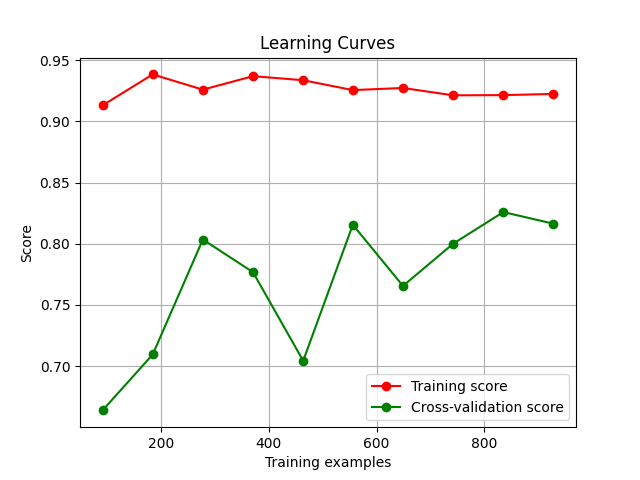 Learning Curves
0.95
0.90
0.85
0.80
0.75
0.70
Score
200 400 600 800
Training examples
Training score
Cross-validation score